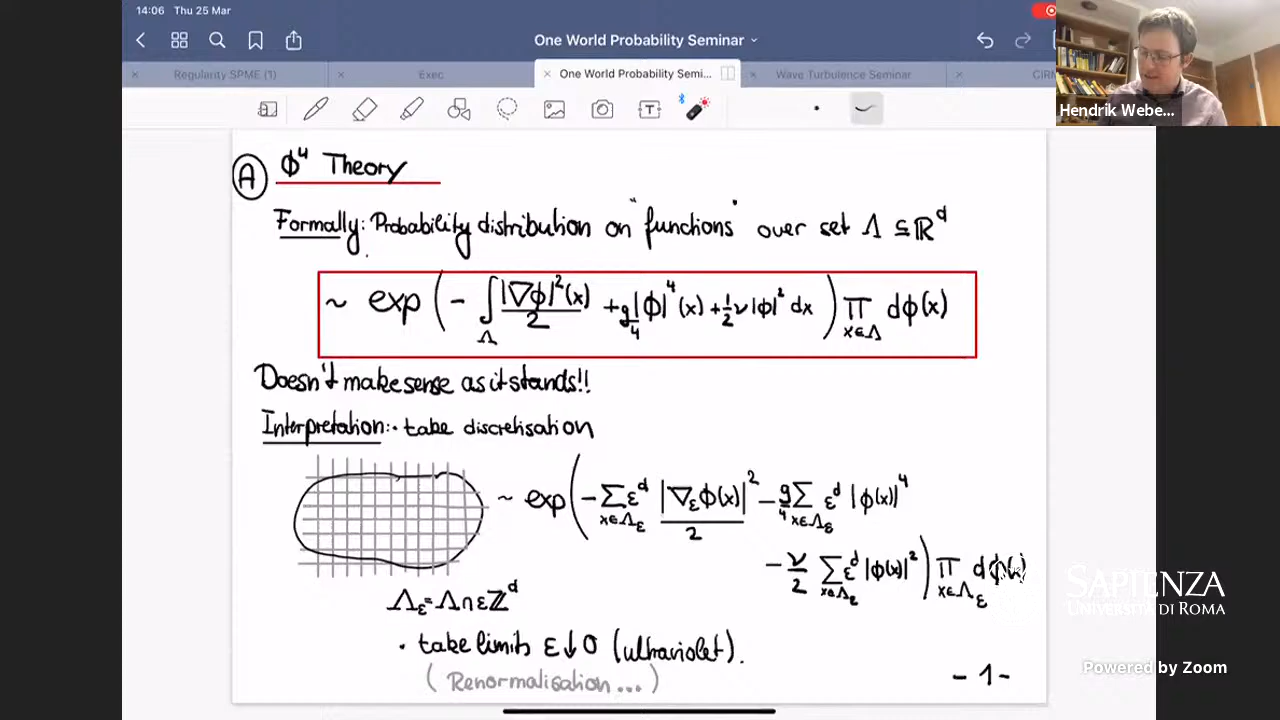 14:06 Thu 25 Mar
One World Probability Seminar
Regularity SPME (1)
Exec
One World Probability Semi...
Wave Turbulence Seminar
CIRM
Hendrik Webe...
A Φ⁴ Theory
Formally: Probability distribution on "functions" over set Λ ⊆ ℝᵈ
~ exp ( - ∫_Λ |∇ϕ|²(x)/2 + g/4 |ϕ|⁴(x) + 1/2 ν|ϕ|² dx ) ∏_{x∈Λ} dϕ(x)
Doesn't make sense as it stands!!
Interpretation: · take discretisation
~ exp ( - Σ_{x∈Λ_ε} εᵈ |∇_ε ϕ(x)|²/2 - g/4 Σ_{x∈Λ_ε} εᵈ |ϕ(x)|⁴
- ν/2 Σ_{x∈Λ_ε} εᵈ |ϕ(x)|² ) ∏_{x∈Λ_ε} dϕ(x)
Λ_ε = Λ ∩ εℤᵈ
· take limits ε↓0 (ultraviolet).
(Renormalisation ...)
- 1 -
SAPIENZA
UNIVERSITÀ DI ROMA
Powered by Zoom